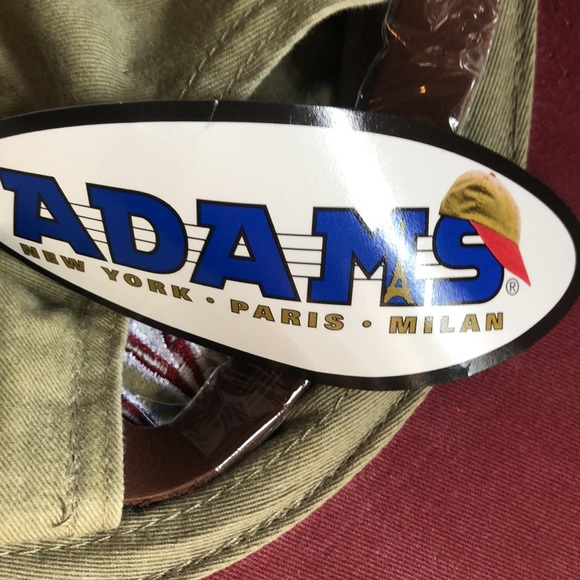 ADAMS®
NEW YORK • PARIS • MILAN